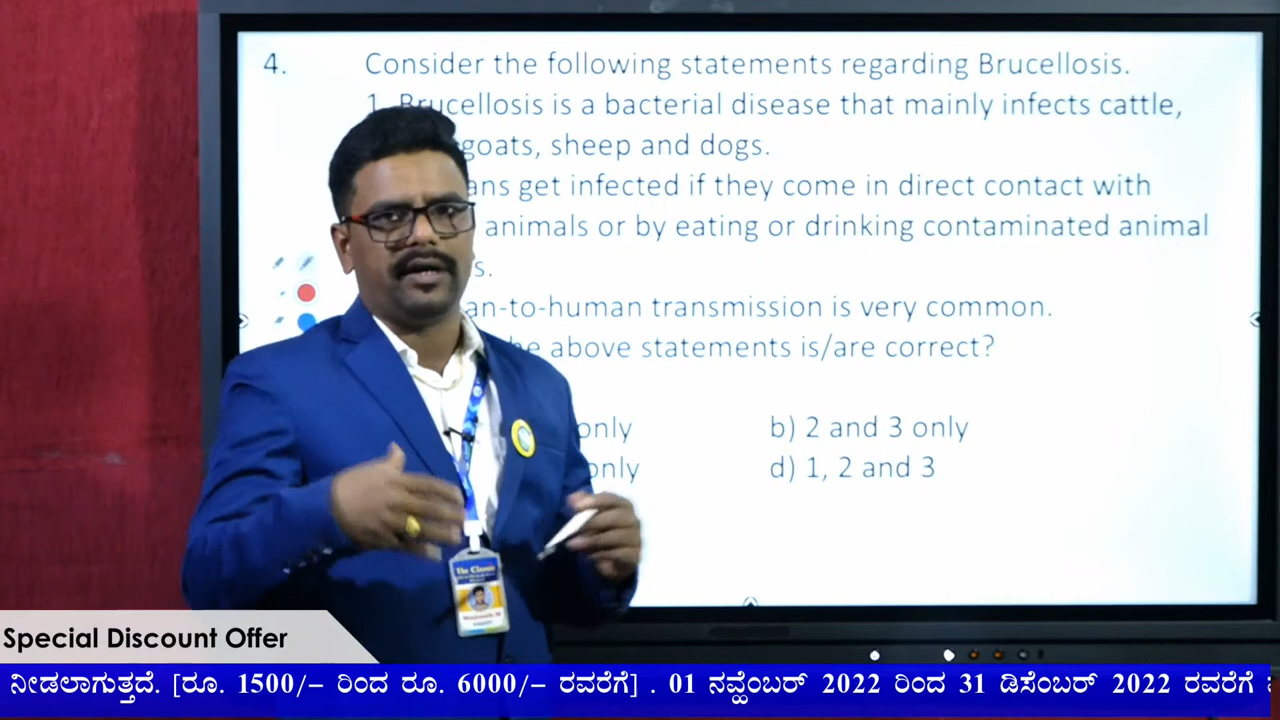 4. Consider the following statements regarding Brucellosis.
1. Brucellosis is a bacterial disease that mainly infects cattle,
goats, sheep and dogs.
ans get infected if they come in direct contact with
animals or by eating or drinking contaminated animal
s.
an-to-human transmission is very common.
he above statements is/are correct?
only b) 2 and 3 only
only d) 1, 2 and 3
The Classic
Special Discount Offer
ನೀಡಲಾಗುತ್ತದೆ. [ರೂ. 1500/– ರಿಂದ ರೂ. 6000/– ರವರೆಗೆ] . 01 ನವ್ಹೆಂಬರ್ 2022 ರಿಂದ 31 ಡಿಸೆಂಬರ್ 2022 ರವರೆಗೆ